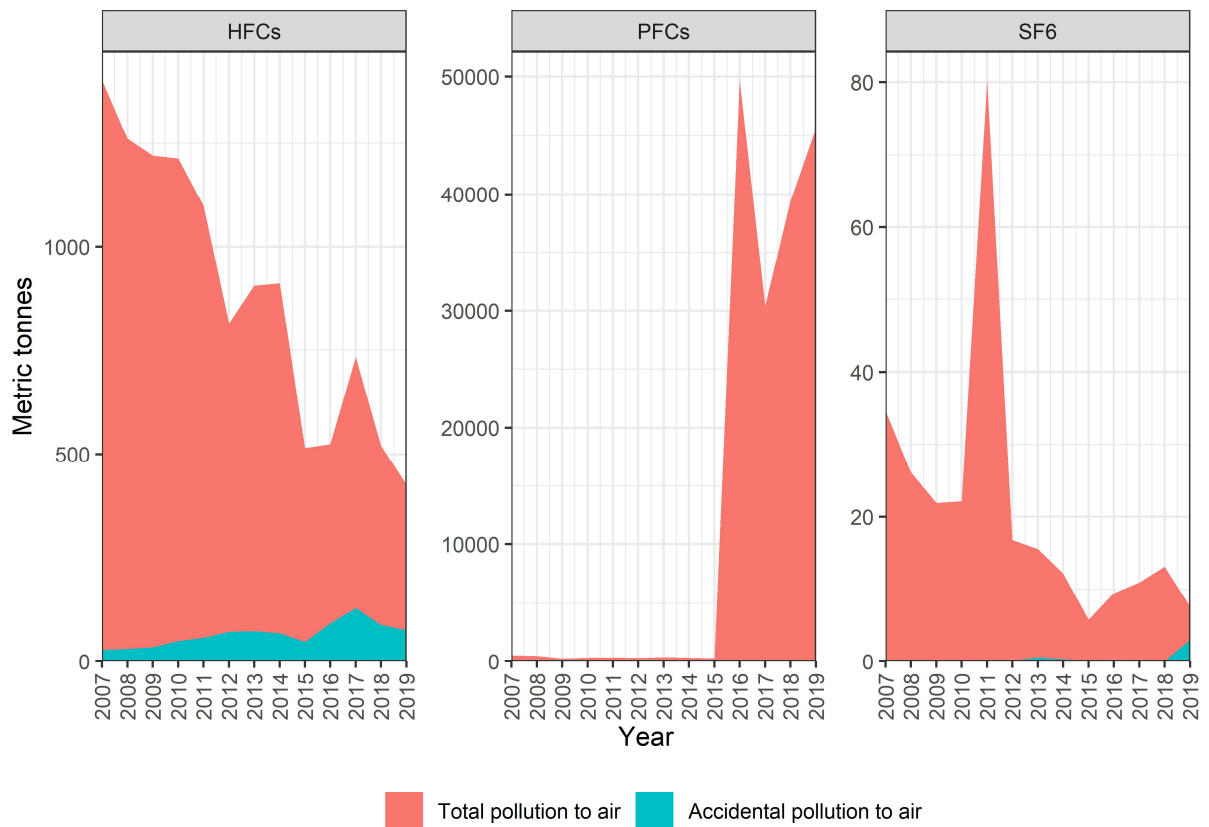 HFCs
PFCs
SF6
Metric tonnes
1000
500
0
50000
40000
30000
20000
10000
0
80
60
40
20
0
2007 2008 2009 2010 2011 2012 2013 2014 2015 2016 2017 2018 2019
2007 2008 2009 2010 2011 2012 2013 2014 2015 2016 2017 2018 2019
2007 2008 2009 2010 2011 2012 2013 2014 2015 2016 2017 2018 2019
Year
Total pollution to air
Accidental pollution to air